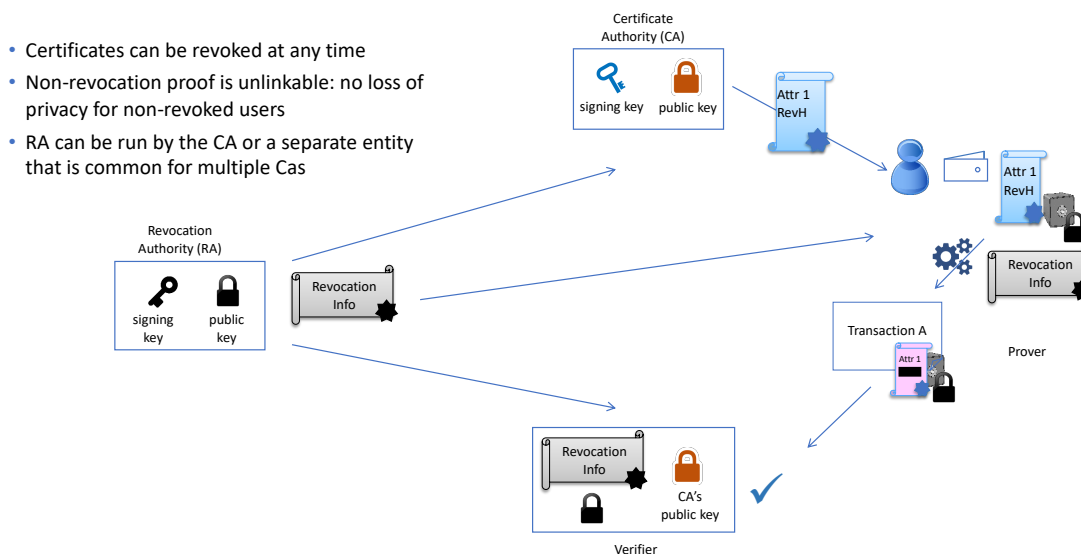 • Certificates can be revoked at any time
• Non-revocation proof is unlinkable: no loss of
privacy for non-revoked users
• RA can be run by the CA or a separate entity
that is common for multiple Cas
Certificate
Authority (CA)
signing key
public key
Attr 1
RevH
Attr 1
RevH
Revocation
Authority (RA)
signing
key
public
key
Revocation
Info
Revocation
Info
Prover
Transaction A
Attr 1
Revocation
Info
CA's
public key
Verifier